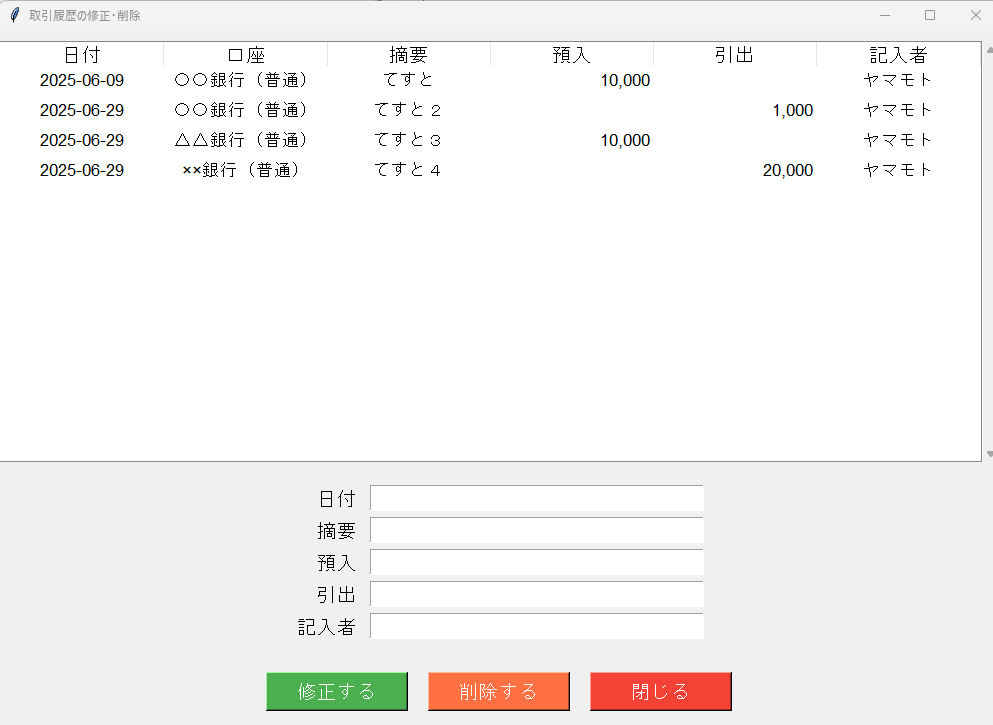 取引履歴の修正・削除
日付 口座 摘要 預入 引出 記入者
2025-06-09 〇〇銀行（普通） てすと 10,000 ヤマモト
2025-06-29 〇〇銀行（普通） てすと２ 1,000 ヤマモト
2025-06-29 △△銀行（普通） てすと３ 10,000 ヤマモト
2025-06-29 ××銀行（普通） てすと４ 20,000 ヤマモト
日付
摘要
預入
引出
記入者
修正する 削除する 閉じる